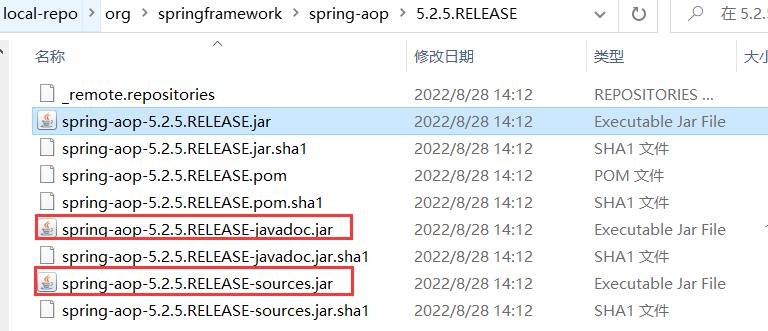 local-repo > org > springframework > spring-aop > 5.2.5.RELEASE 在 5.2.5
名称 修改日期 类型 大小
_remote.repositories 2022/8/28 14:12 REPOSITORIES ...
spring-aop-5.2.5.RELEASE.jar 2022/8/28 14:12 Executable Jar File
spring-aop-5.2.5.RELEASE.jar.sha1 2022/8/28 14:12 SHA1 文件
spring-aop-5.2.5.RELEASE.pom 2022/8/28 14:12 POM 文件
spring-aop-5.2.5.RELEASE.pom.sha1 2022/8/28 14:12 SHA1 文件
spring-aop-5.2.5.RELEASE-javadoc.jar 2022/8/28 14:12 Executable Jar File
spring-aop-5.2.5.RELEASE-javadoc.jar.sha1 2022/8/28 14:12 SHA1 文件
spring-aop-5.2.5.RELEASE-sources.jar 2022/8/28 14:12 Executable Jar File
spring-aop-5.2.5.RELEASE-sources.jar.sha1 2022/8/28 14:12 SHA1 文件